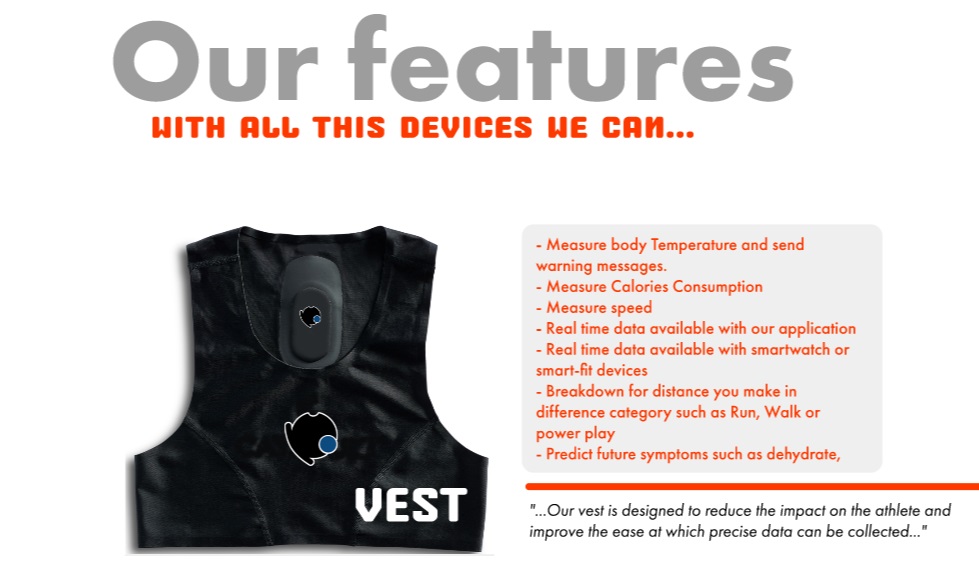 Our features
WITH ALL THIS DEVICES WE CAN...
- Measure body Temperature and send
warning messages.
- Measure Calories Consumption
- Measure speed
- Real time data available with our application
- Real time data available with smartwatch or
smart-fit devices
- Breakdown for distance you make in
difference category such as Run, Walk or
power play
- Predict future symptoms such as dehydrate,
VEST
"...Our vest is designed to reduce the impact on the athlete and
improve the ease at which precise data can be collected..."